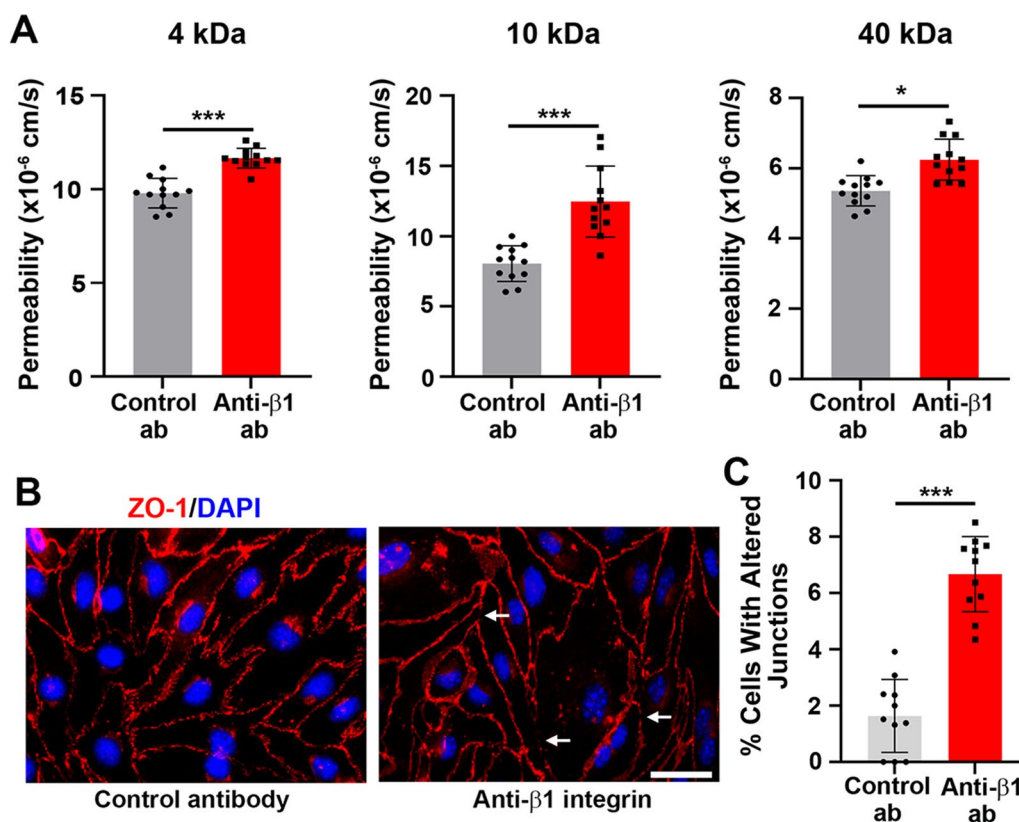 A
4 kDa
10 kDa
40 kDa
Permeability (x10-6 cm/s)
15
10
5
0
***
Control
ab
Anti-β1
ab
Permeability (x10-6 cm/s)
20
15
10
5
0
***
Control
ab
Anti-β1
ab
Permeability (x10-6 cm/s)
8
6
4
2
0
*
Control
ab
Anti-β1
ab
B
ZO-1/DAPI
Control antibody
Anti-β1 integrin
C
% Cells With Altered
Junctions
10
8
6
4
2
0
***
Control
ab
Anti-β1
ab